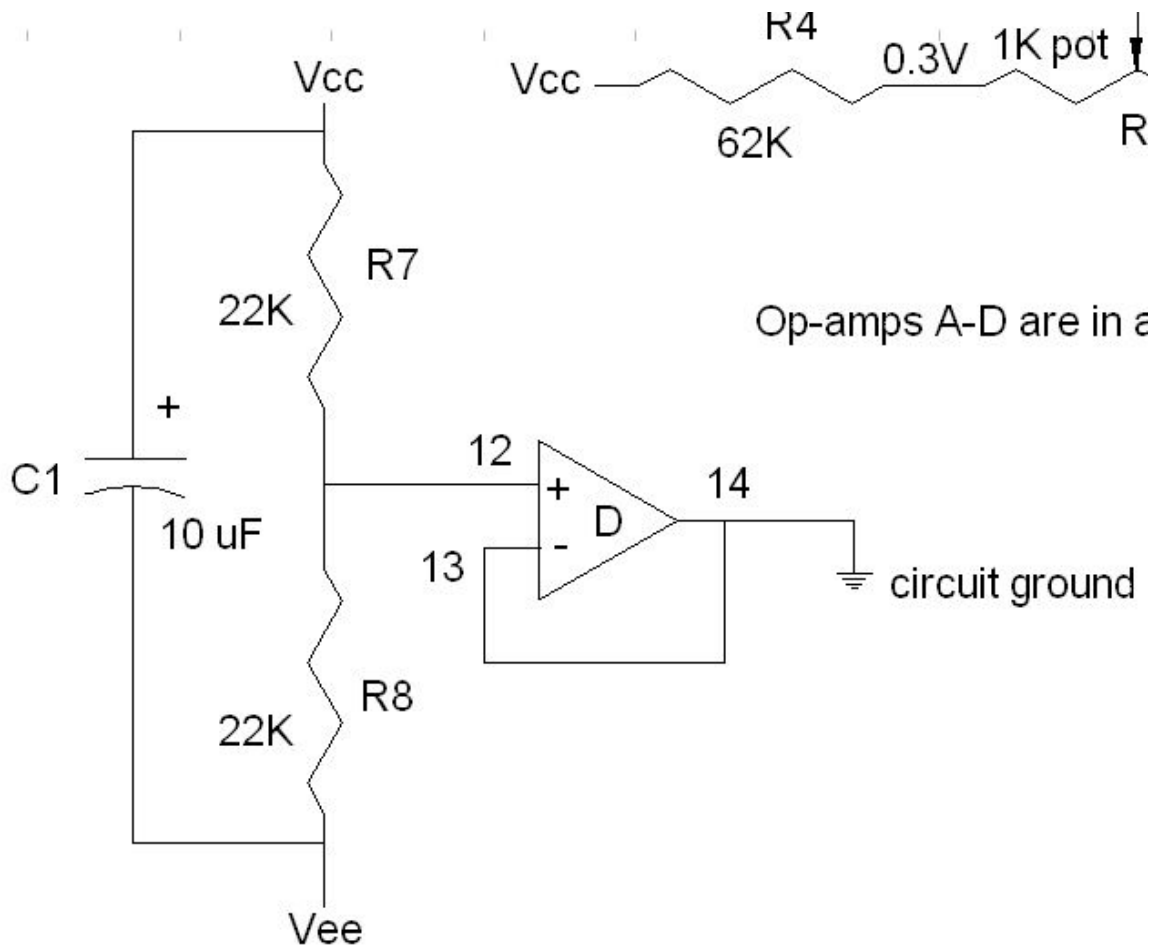 R4
Vcc
Vcc
0.3V
1K pot
62K
R
R7
22K
Op-amps A-D are in a
+
C1
10 uF
12
+
D
14
-
13
circuit ground
R8
22K
Vee